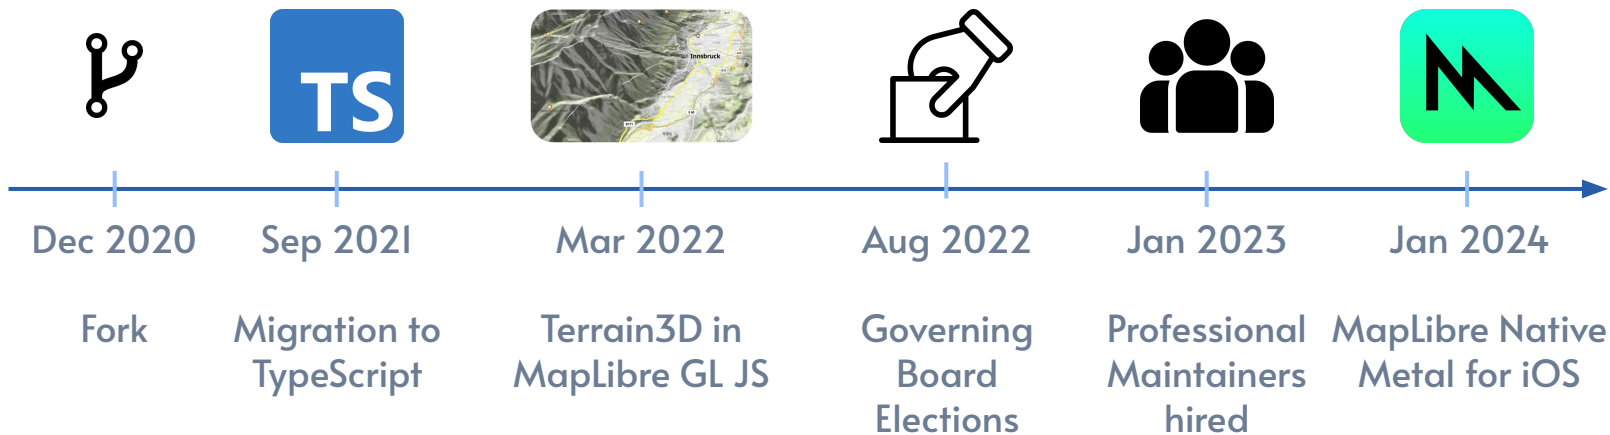 TS
Innsbruck
Dec 2020
Sep 2021
Mar 2022
Aug 2022
Jan 2023
Jan 2024
Fork
Migration to
TypeScript
Terrain3D in
MapLibre GL JS
Governing
Board
Elections
Professional
Maintainers
hired
MapLibre Native
Metal for iOS